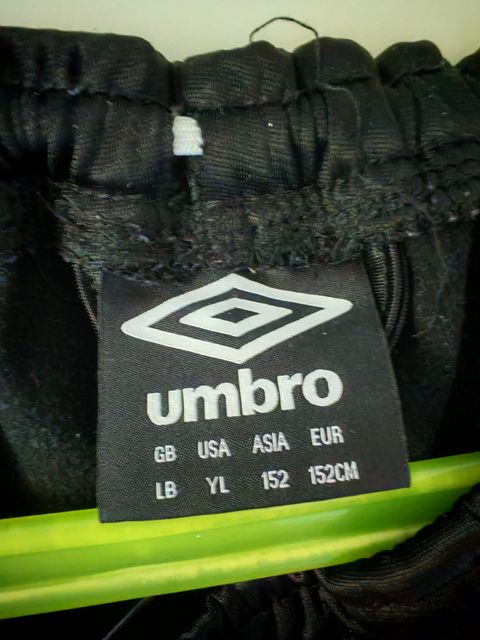 umbro
GB USA ASIA EUR
LB YL 152 152CM